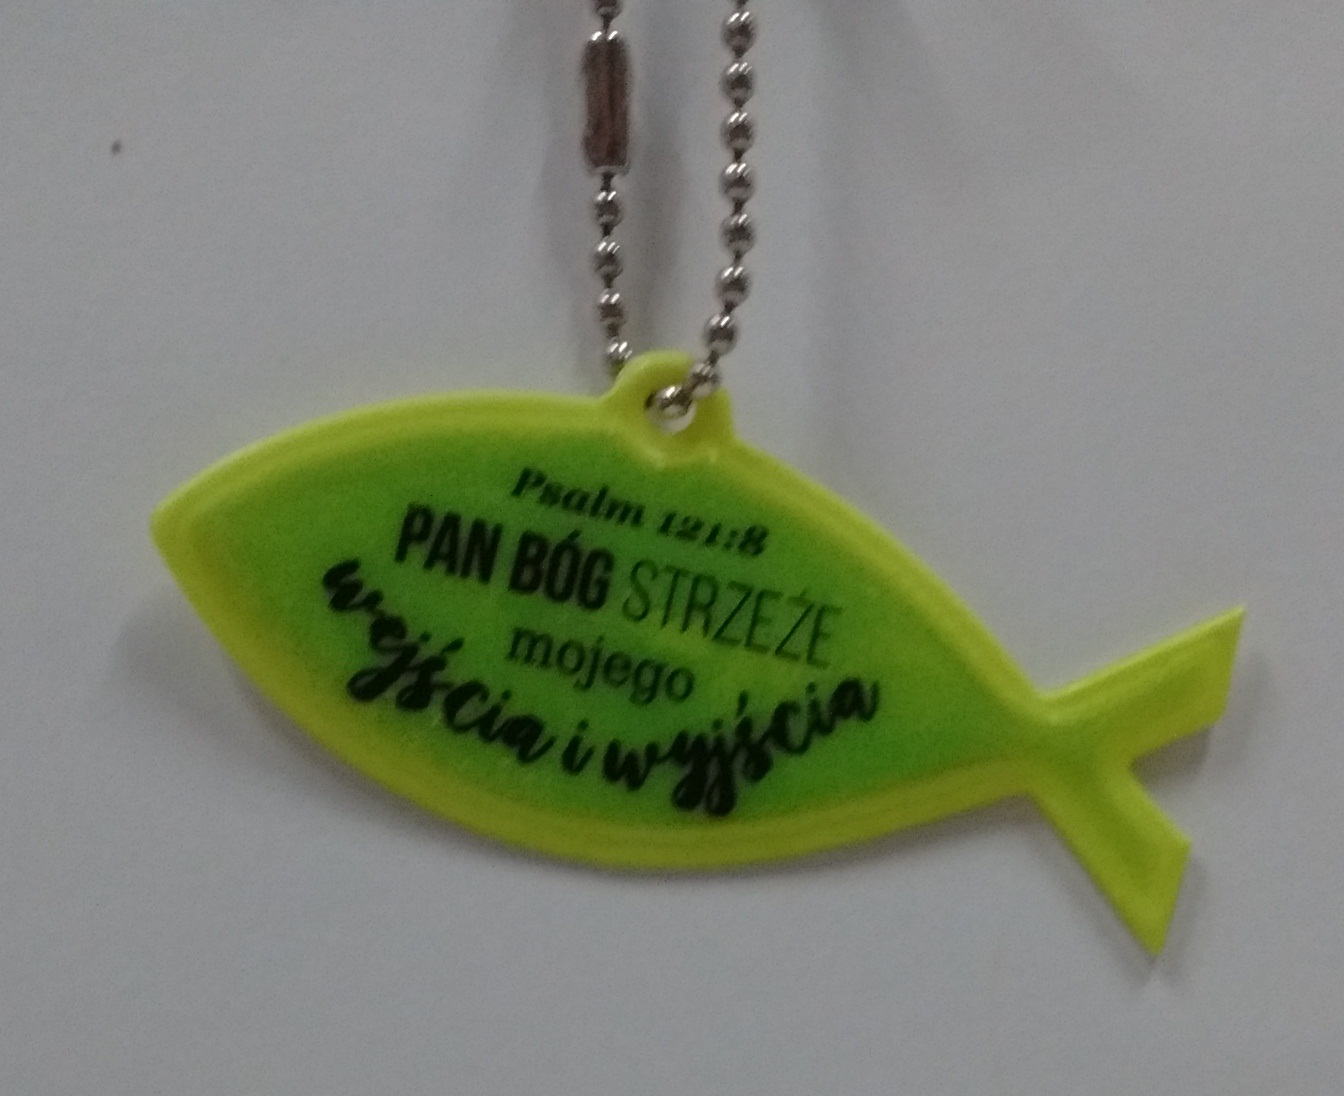 Psalm 121:8
PAN BÓG STRZEŻE
mojego
wejścia i wyjścia